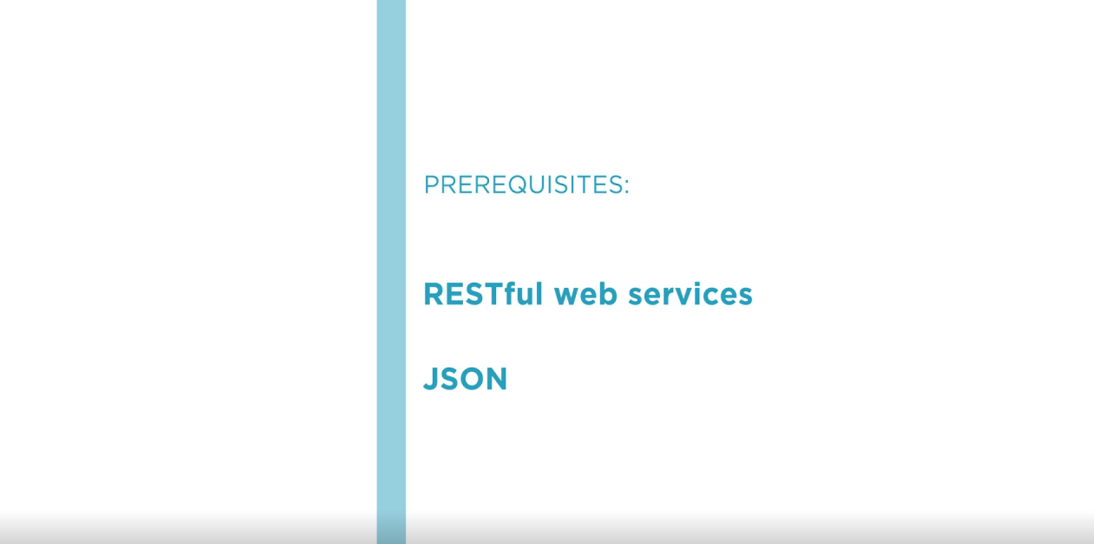 PREREQUISITES:
RESTful web services
JSON